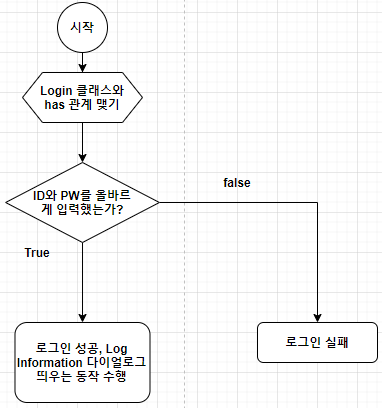 시작
Login 클래스와
has 관계 맺기
ID와 PW를 올바르
게 입력했는가?
false
True
로그인 성공, Log
Information 다이얼로그
띄우는 동작 수행
로그인 실패